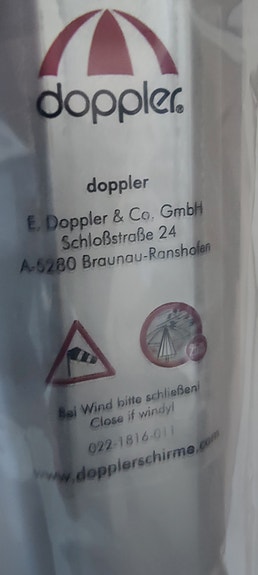 doppler®
doppler
E. Doppler & Co. GmbH
Schloßstraße 24
A-5280 Braunau-Ranshofen
Bei Wind bitte schließen!
Close if windy!
022-1816-011
www.dopplerschirme.com